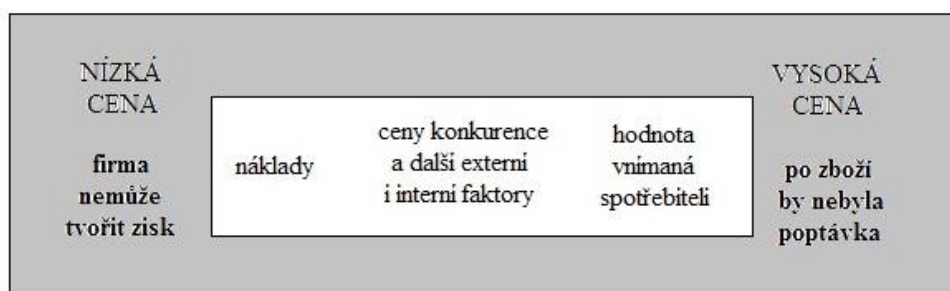 NÍZKÁ
CENA
firma
nemůže
tvořit zisk
náklady
ceny konkurence
a další externí
i interní faktory
hodnota
vnímaná
spotřebiteli
VYSOKÁ
CENA
po zboží
by nebyla
poptávka